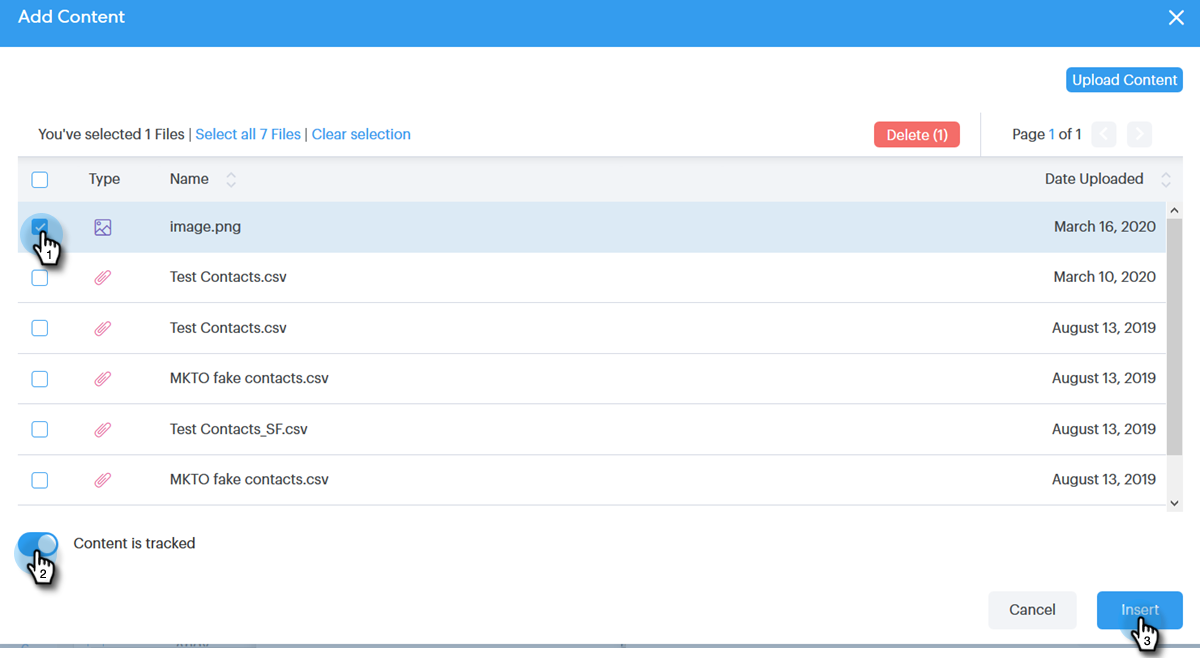 Add Content
Upload Content
You've selected 1 Files | Select all 7 Files | Clear selection
Delete (1)
Page 1 of 1
Type Name Date Uploaded
image.png March 16, 2020
1
Test Contacts.csv March 10, 2020
Test Contacts.csv August 13, 2019
MKTO fake contacts.csv August 13, 2019
Test Contacts_SF.csv August 13, 2019
MKTO fake contacts.csv August 13, 2019
Content is tracked
2
Cancel
Insert
3